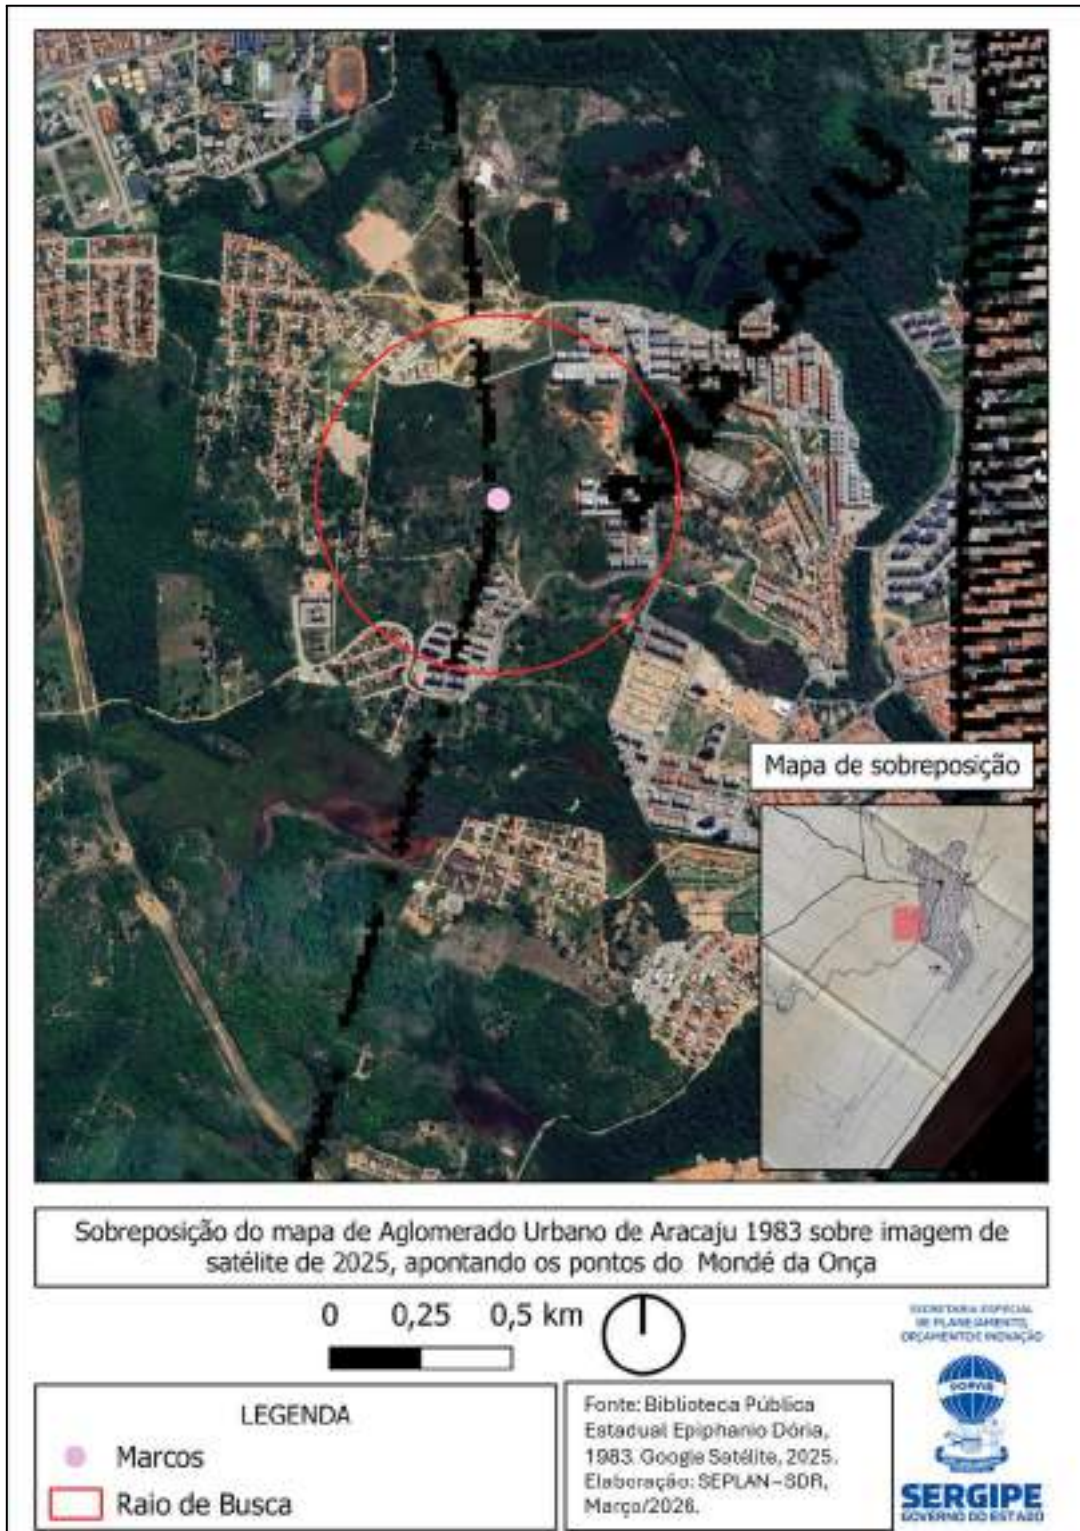 ARACAJU
Mapa de sobreposição
Sobreposição do mapa de Aglomerado Urbano de Aracaju 1983 sobre imagem de
satélite de 2025, apontando os pontos do Mondé da Onça
0 0,25 0,5 km
SECRETARIA ESPECIAL
DE PLANEJAMENTO,
ORÇAMENTO E INOVAÇÃO
LEGENDA
Marcos
Raio de Busca
Fonte: Biblioteca Pública
Estadual Epiphanio Dória,
1983. Google Satélite, 2025.
Elaboração: SEPLAN-SDR,
Março/2026.
SERGIPE
GOVERNO DO ESTADO